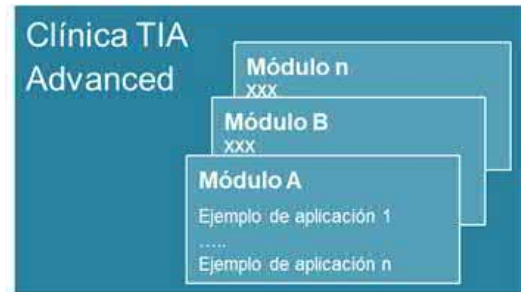 Clínica TIA
Advanced
Módulo n
XXX
Módulo B
XXX
Módulo A
Ejemplo de aplicación 1
.....
Ejemplo de aplicación n